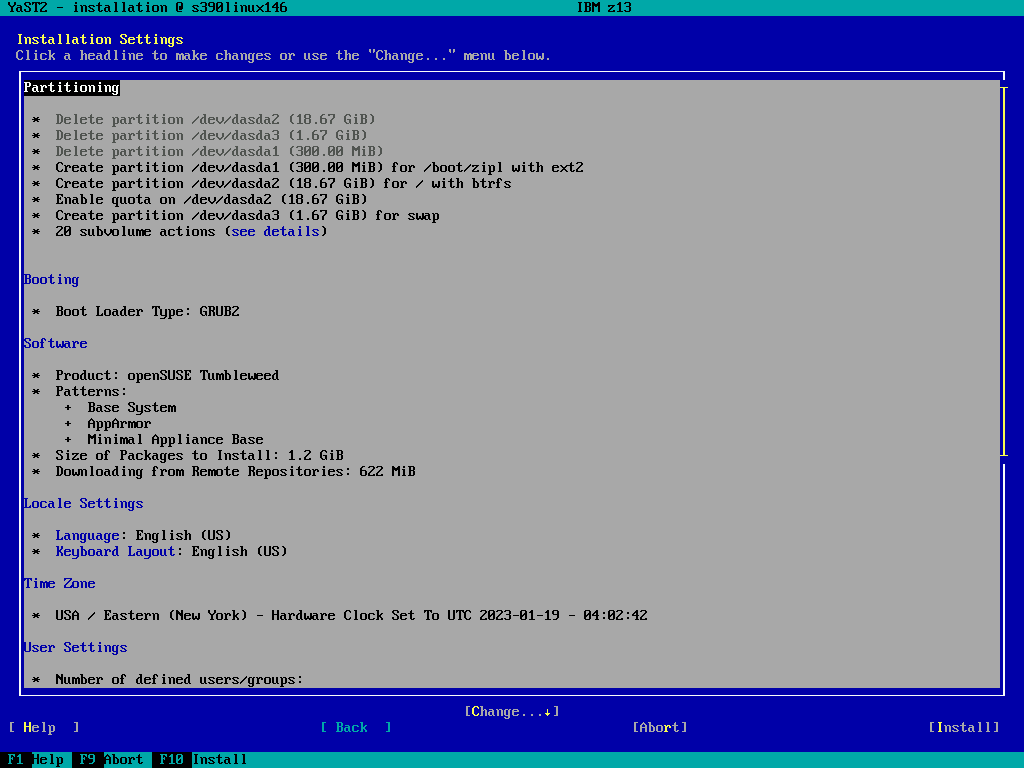 YaST2 - installation @ s390linux146 IBM z13
Installation Settings
Click a headline to make changes or use the "Change..." menu below.
Partitioning
* Delete partition /dev/dasda2 (18.67 GiB)
* Delete partition /dev/dasda3 (1.67 GiB)
* Delete partition /dev/dasda1 (300.00 MiB)
* Create partition /dev/dasda1 (300.00 MiB) for /boot/zipl with ext2
* Create partition /dev/dasda2 (18.67 GiB) for / with btrfs
* Enable quota on /dev/dasda2 (18.67 GiB)
* Create partition /dev/dasda3 (1.67 GiB) for swap
* 20 subvolume actions (see details)
Booting
* Boot Loader Type: GRUB2
Software
* Product: openSUSE Tumbleweed
* Patterns:
+ Base System
+ AppArmor
+ Minimal Appliance Base
* Size of Packages to Install: 1.2 GiB
* Downloading from Remote Repositories: 622 MiB
Locale Settings
* Language: English (US)
* Keyboard Layout: English (US)
Time Zone
* USA / Eastern (New York) - Hardware Clock Set To UTC 2023-01-19 - 04:02:42
User Settings
* Number of defined users/groups:
[Change...↓]
[ Help ] [ Back ] [Abort] [Install]
F1 Help F9 Abort F10 Install